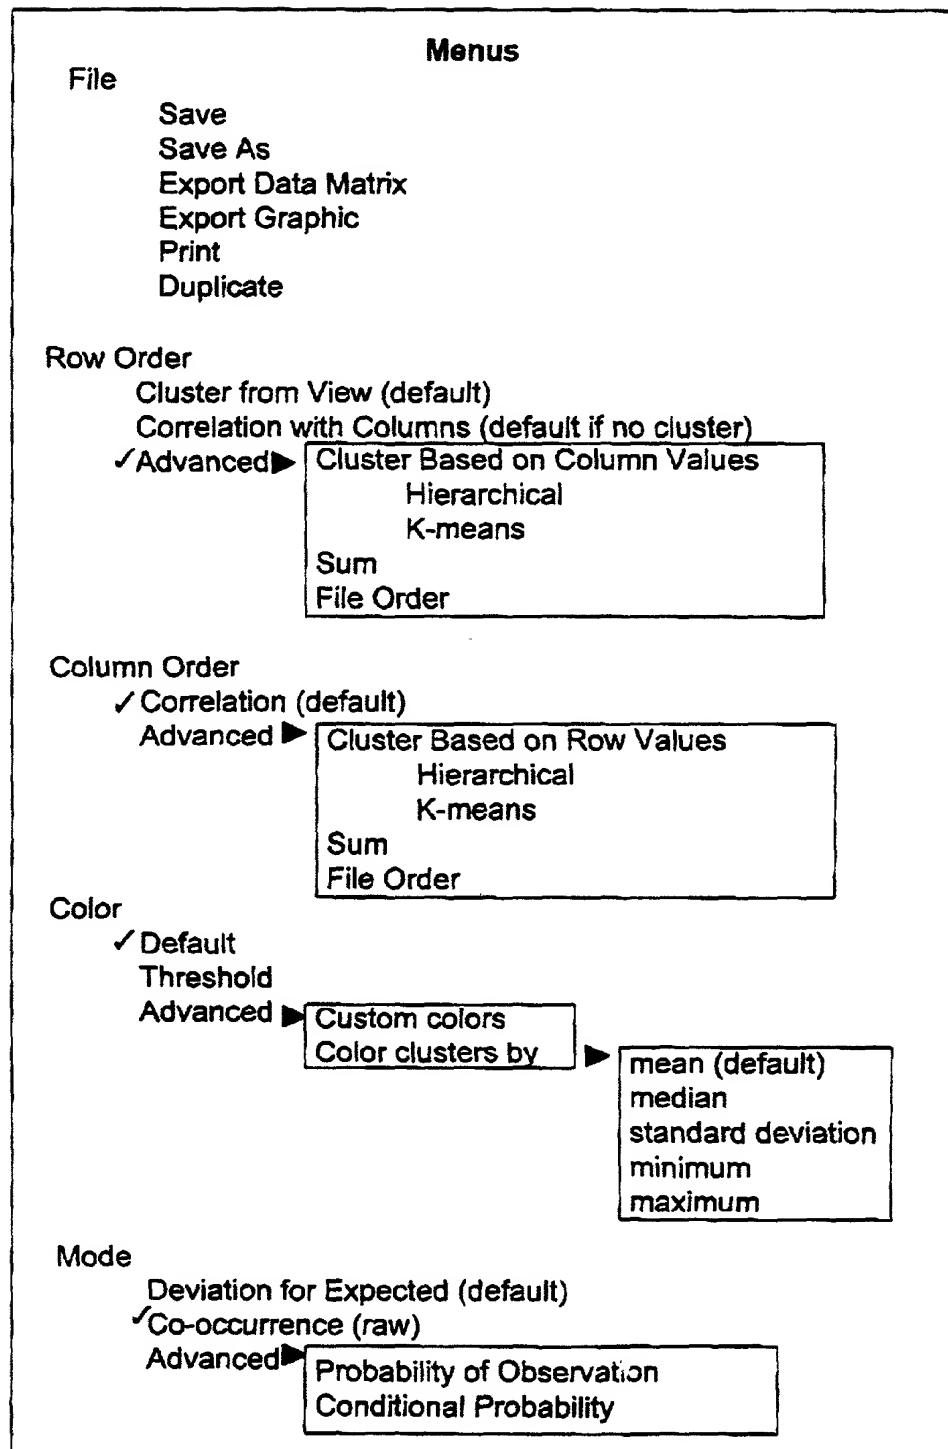 Menus
File
Save
Save As
Export Data Matrix
Export Graphic
Print
Duplicate
Row Order
Cluster from View (default)
Correlation with Columns (default if no cluster)
✓Advanced▶
Cluster Based on Column Values
Hierarchical
K-means
Sum
File Order
Column Order
✓Correlation (default)
Advanced ▶
Cluster Based on Row Values
Hierarchical
K-means
Sum
File Order
Color
✓Default
Threshold
Advanced ▶
Custom colors
Color clusters by ▶
mean (default)
median
standard deviation
minimum
maximum
Mode
Deviation for Expected (default)
✓Co-occurrence (raw)
Advanced▶
Probability of Observation
Conditional Probability